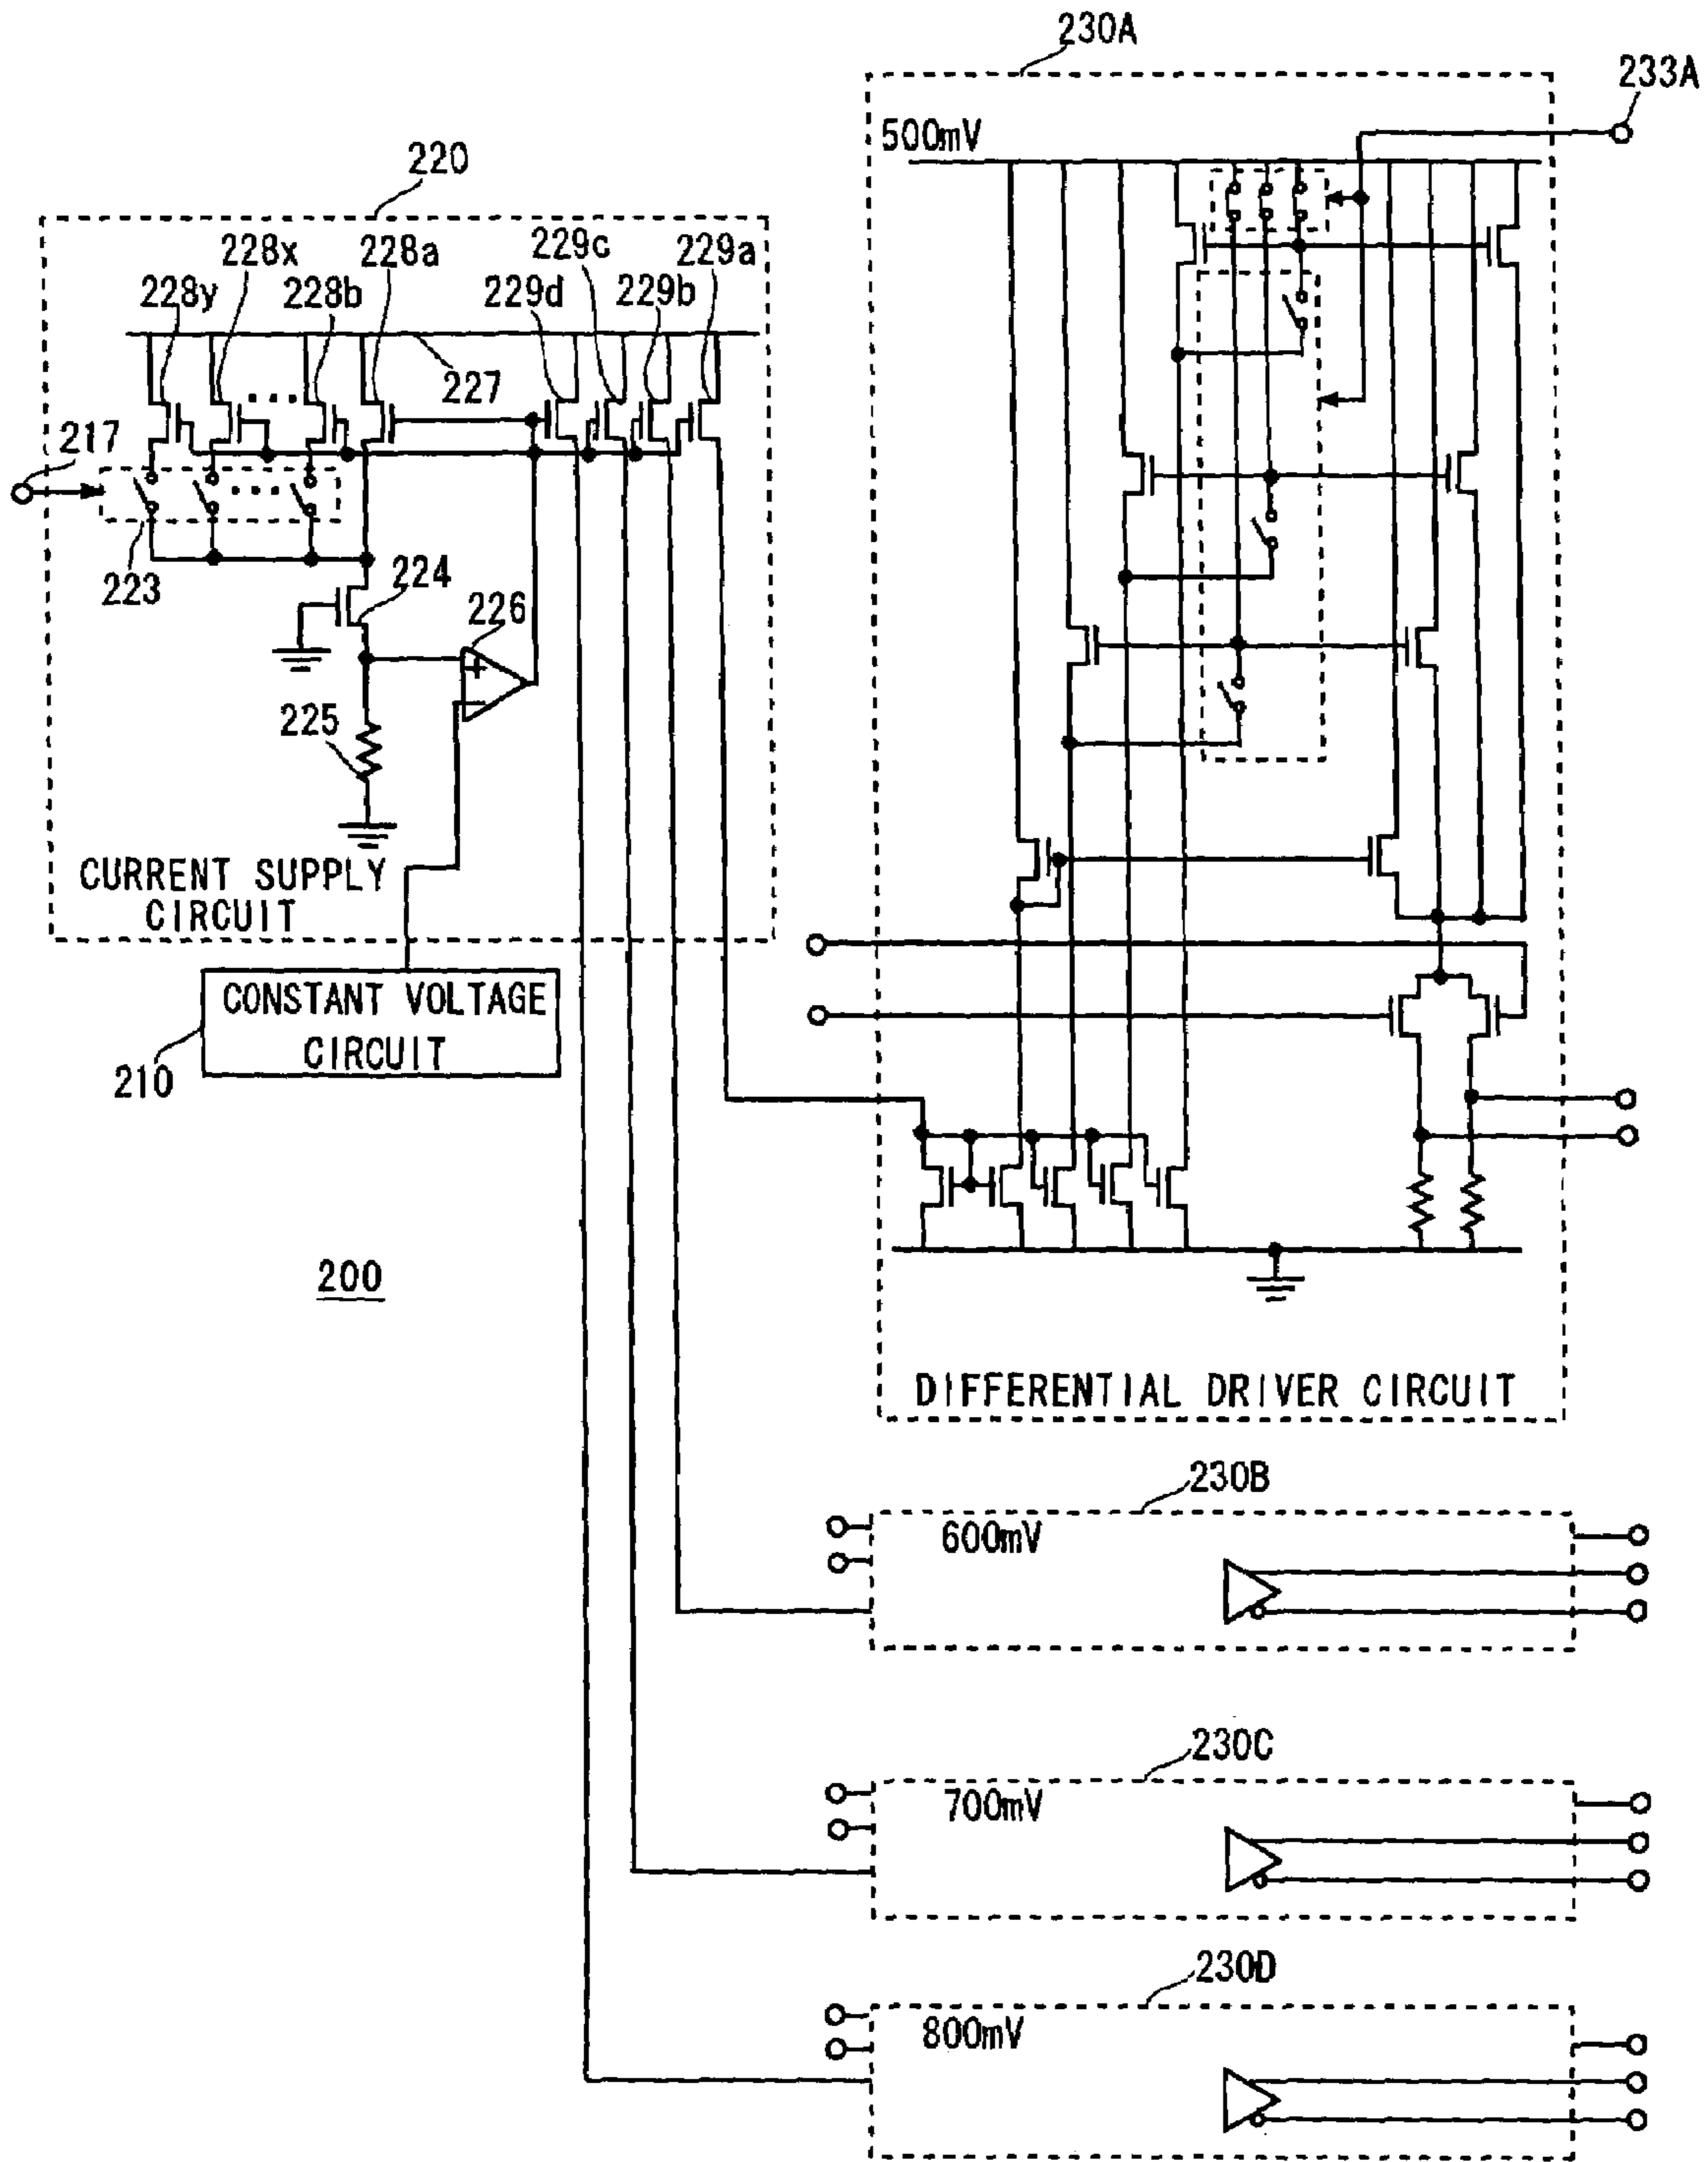 230A
233A
500mV
220
228x
228a
229c
229a
228y
228b
229d
229b
227
217
223
224
226
225
CURRENT SUPPLY
CIRCUIT
CONSTANT VOLTAGE
CIRCUIT
210
200
DIFFERENTIAL DRIVER CIRCUIT
230B
600mV
230C
700mV
230D
800mV